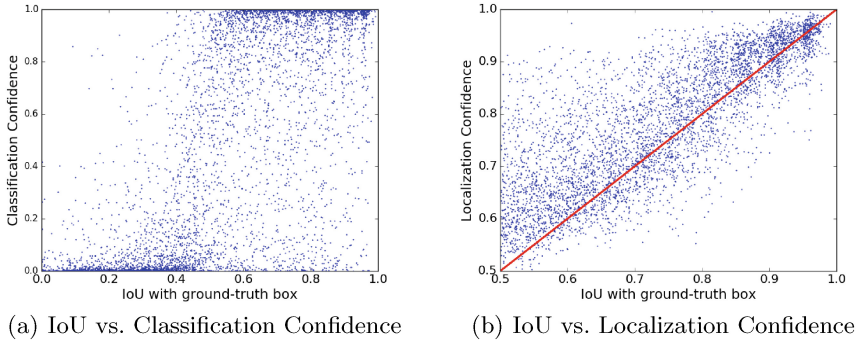 1.0
0.8
0.6
0.4
0.2
0.0
Classification Confidence
0.0 0.2 0.4 0.6 0.8 1.0
IoU with ground-truth box
(a) IoU vs. Classification Confidence
1.0
0.9
0.8
0.7
0.6
0.5
Localization Confidence
0.6 0.7 0.8 0.9 1.0
IoU with ground-truth box
(b) IoU vs. Localization Confidence